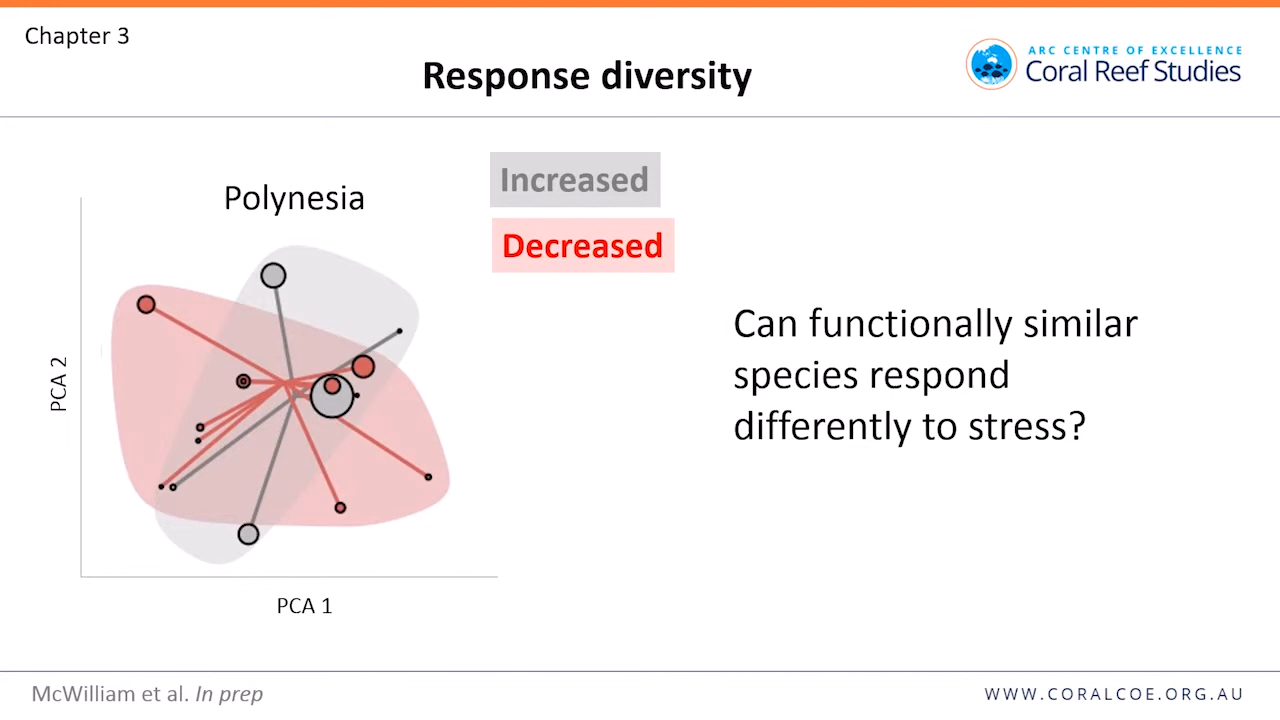 Chapter 3
Response diversity
ARC CENTRE OF EXCELLENCE
Coral Reef Studies
Increased
Polynesia
Decreased
Can functionally similar
species respond
differently to stress?
PCA 2
PCA 1
McWilliam et al. In prep
WWW.CORALCOE.ORG.AU